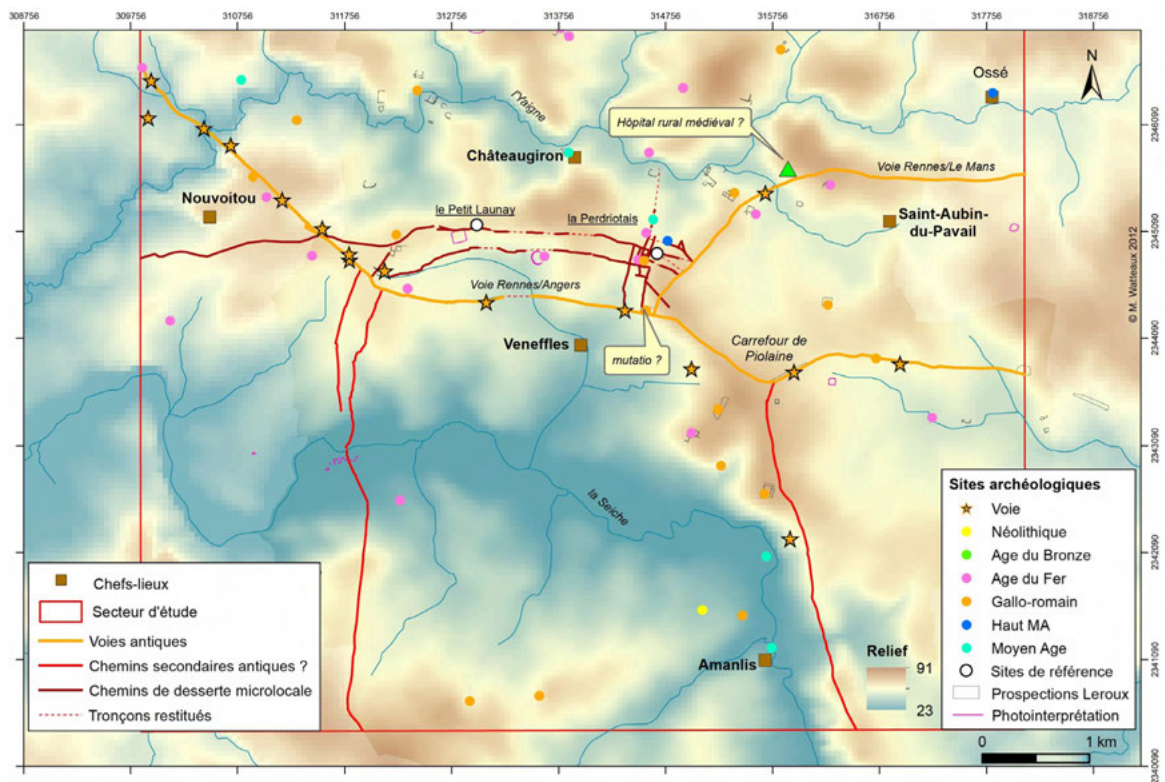 308756 309756 310756 311756 312756 313756 314756 315756 316756 317756 318756
N
Ossé
l'Yaigne
Hôpital rural médiéval ?
2346090
Châteaugiron
Voie Rennes/Le Mans
Nouvoitou
le Petit Launay
la Perdriotais
Saint-Aubin-
du-Pavail
2345090
Voie Rennes/Angers
© M. Watteaux 2012
Veneffles
mutatio ?
Carrefour de
Piolaine
2344090
2343090
la Seiche
2342090
Amanlis
2341090
2340090
Chefs-lieux
Secteur d'étude
Voies antiques
Chemins secondaires antiques ?
Chemins de desserte microlocale
Tronçons restitués
Relief
91
23
Sites archéologiques
Voie
Néolithique
Age du Bronze
Age du Fer
Gallo-romain
Haut MA
Moyen Age
Sites de référence
Prospections Leroux
Photointerprétation
0 1 km